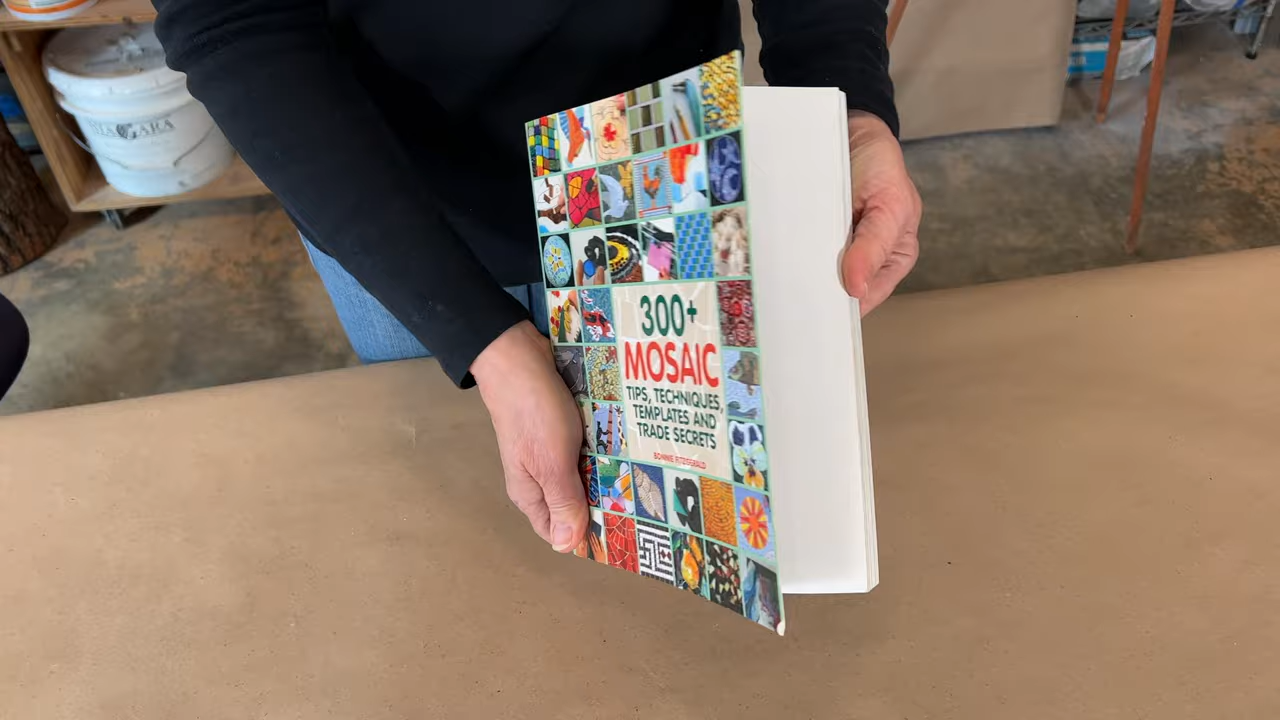 300+
MOSAIC
TIPS, TECHNIQUES,
TEMPLATES AND
TRADE SECRETS
BONNIE FITZGERALD